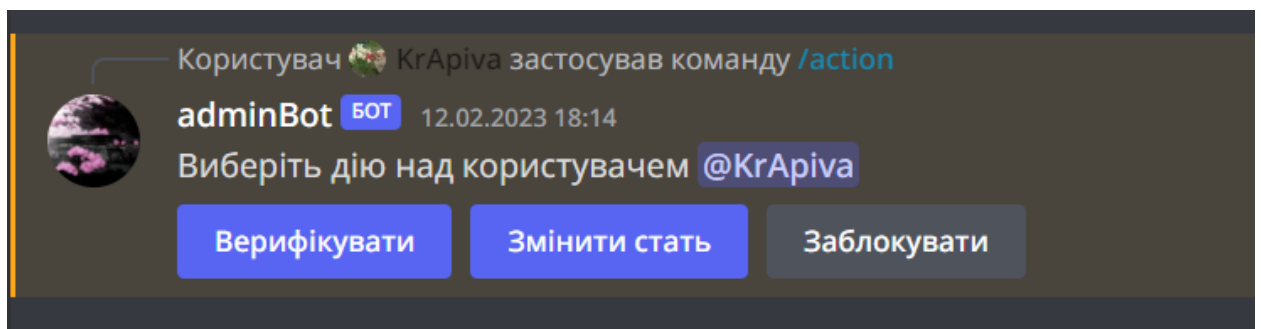 Користувач KrApiva застосував команду /action
adminBot БОТ 12.02.2023 18:14
Виберіть дію над користувачем @KrApiva
Верифікувати Змінити стать Заблокувати